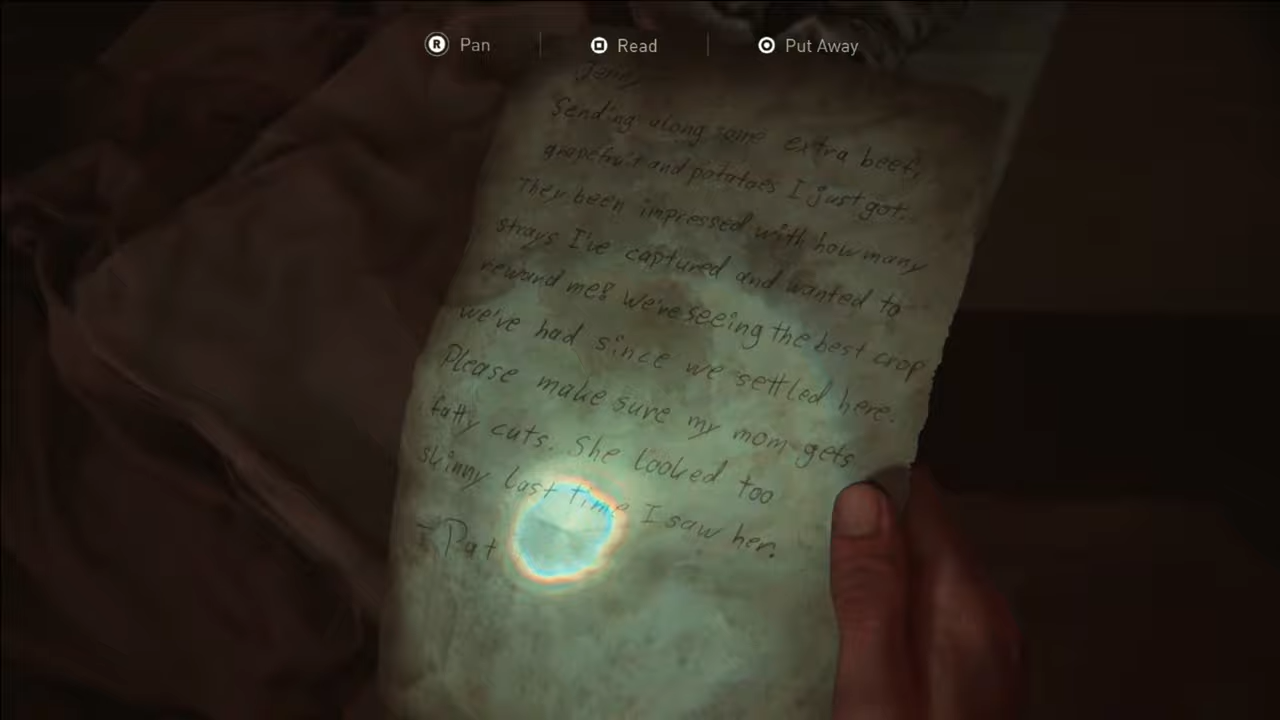 Pan
Read
Put Away
Sending along some extra beef,
grapefruit and potatoes I just got.
They been impressed with how many
strays I've captured and wanted to
reward me! We're seeing the best crop
we've had since we settled here.
Please make sure my mom gets
fatty cuts. She looked too
skinny last time I saw her.
- Pat